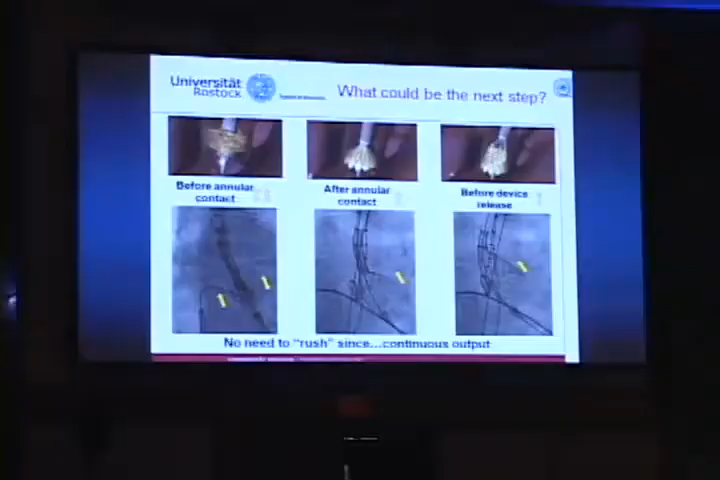 Universität
Rostock
What could be the next step?
Before annular
contact
After annular
contact
Before device
release
No need to "rush" since...continuous output